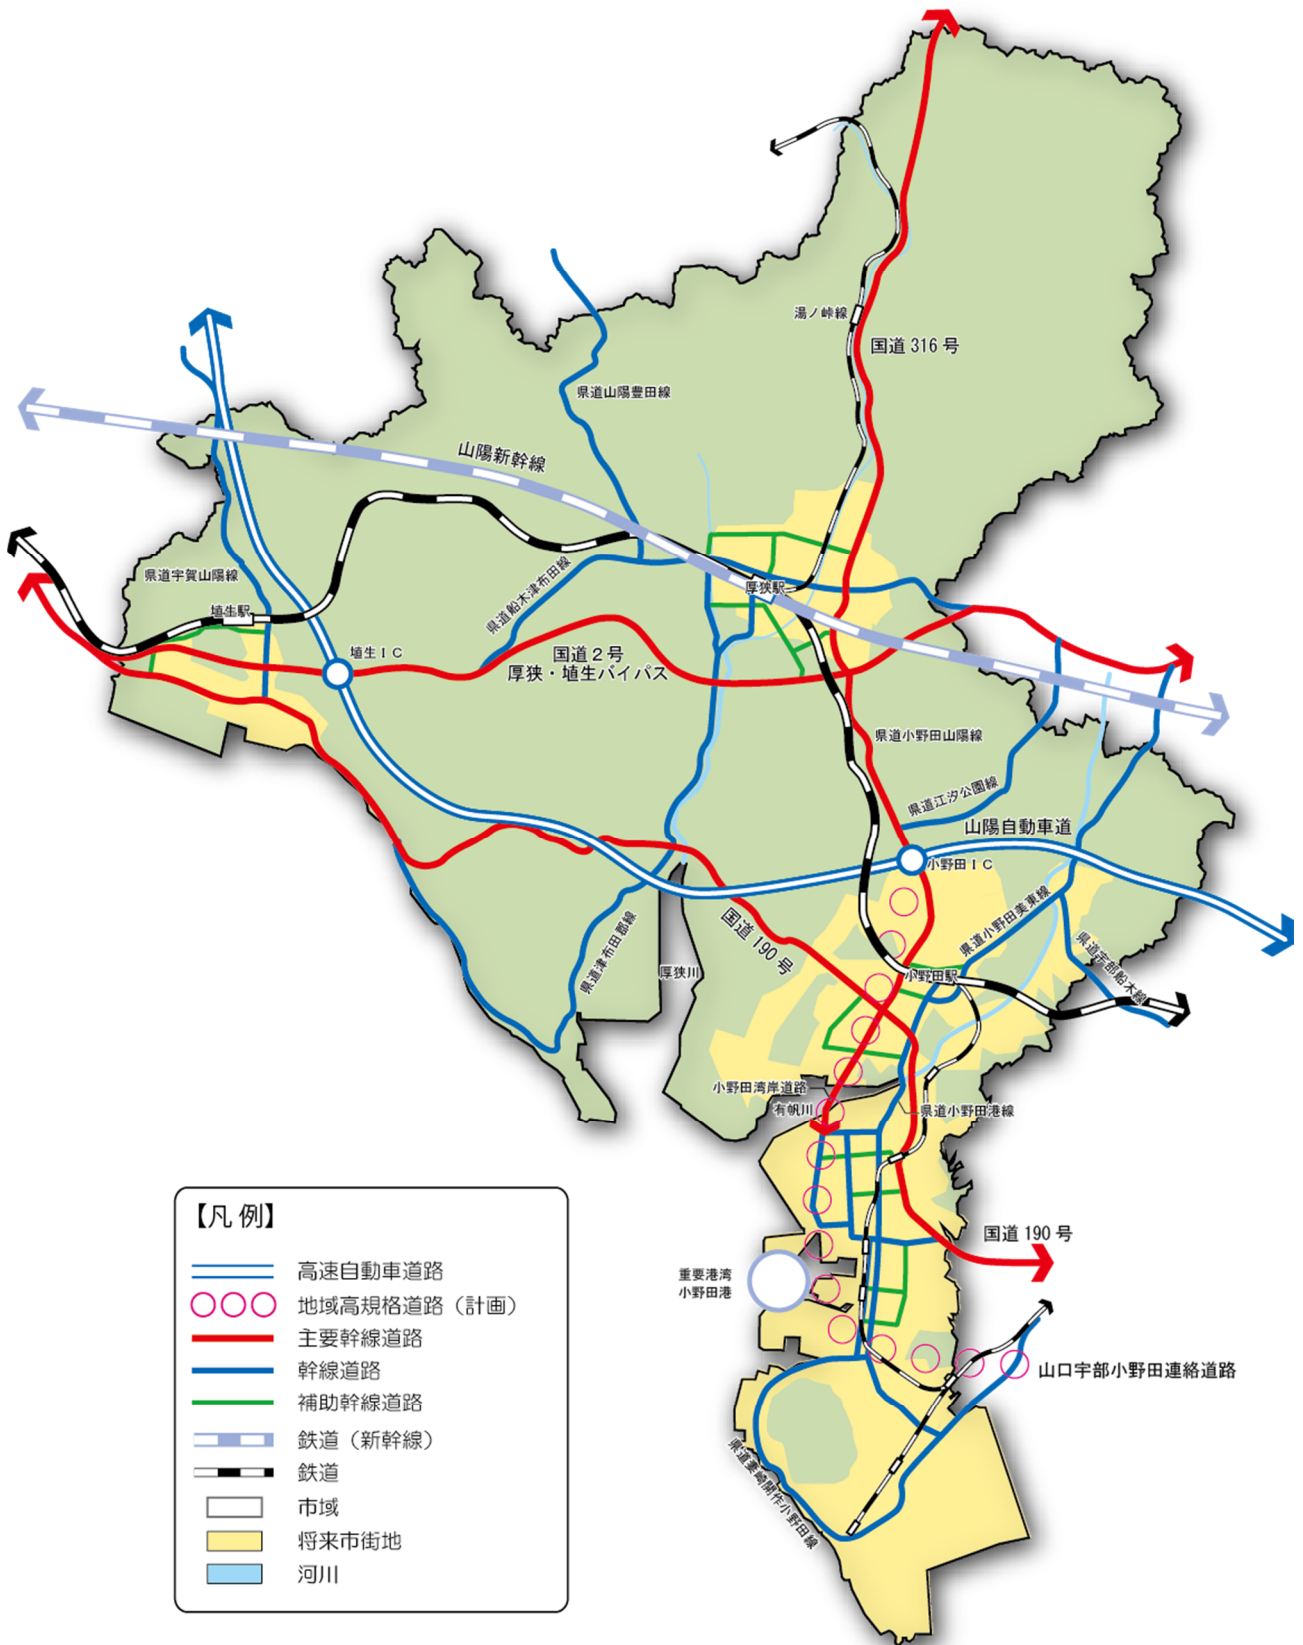 湯ノ峠線
国道 316 号
県道山陽豊田線
山陽新幹線
県道宇賀山陽線
埴生駅
県道船木津布田線
厚狭駅
埴生ＩＣ
国道２号
厚狭・埴生バイパス
県道小野田山陽線
県道江汐公園線
山陽自動車道
小野田ＩＣ
国道 190 号
県道津布田郡線
厚狭川
県道小野田美東線
県道宇部船木線
小野田駅
小野田湾岸道路
有帆川
県道小野田港線
国道 190 号
重要港湾
小野田港
山口宇部小野田連絡道路
県道妻崎開作小野田線
【凡 例】
高速自動車道路
地域高規格道路（計画）
主要幹線道路
幹線道路
補助幹線道路
鉄道（新幹線）
鉄道
市域
将来市街地
河川